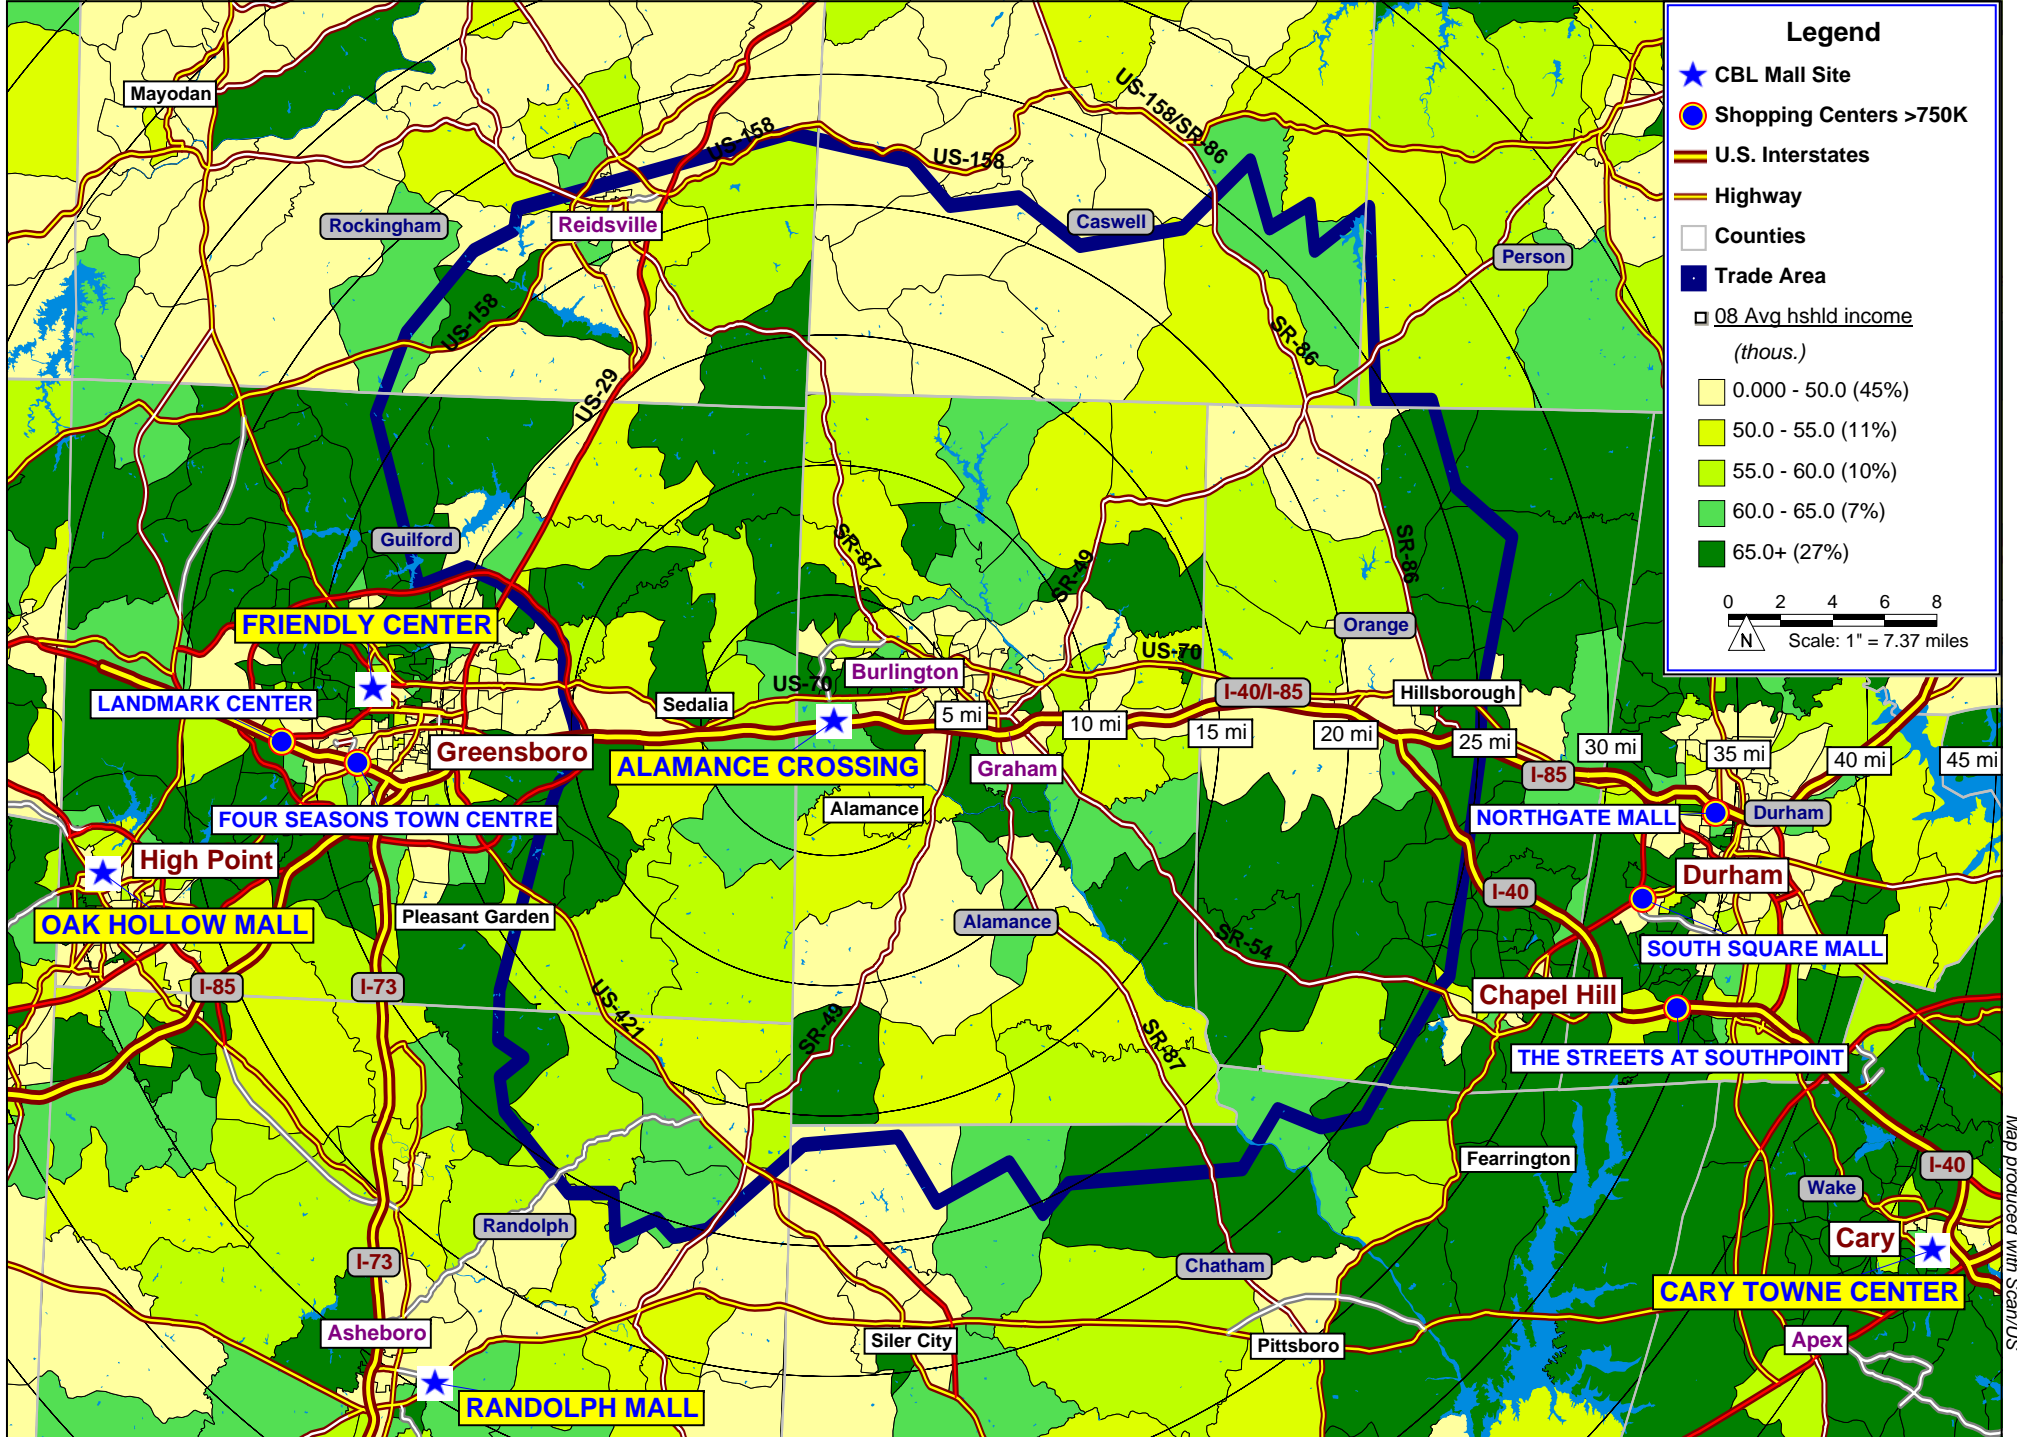 Legend
CBL Mall Site
Shopping Centers >750K
U.S. Interstates
Highway
Counties
Trade Area
08 Avg hshld income
(thous.)
0.000 - 50.0 (45%)
50.0 - 55.0 (11%)
55.0 - 60.0 (10%)
60.0 - 65.0 (7%)
65.0+ (27%)
0 2 4 6 8
N
Scale: 1" = 7.37 miles
Mayodan
US-158/SR-86
US-158
US-158
Rockingham
Reidsville
Caswell
Person
US-158
SR-86
US-29
Guilford
SR-87
SR-49
SR-86
FRIENDLY CENTER
Orange
US-70
Burlington
US-70
LANDMARK CENTER
Sedalia
I-40/I-85
Hillsborough
5 mi
10 mi
15 mi
20 mi
25 mi
30 mi
35 mi
40 mi
45 mi
Greensboro
ALAMANCE CROSSING
Graham
I-85
Alamance
FOUR SEASONS TOWN CENTRE
NORTHGATE MALL
Durham
High Point
Durham
I-40
OAK HOLLOW MALL
Pleasant Garden
Alamance
SR-54
SOUTH SQUARE MALL
I-85
I-73
US-421
Chapel Hill
SR-49
SR-87
THE STREETS AT SOUTHPOINT
Fearrington
I-40
Wake
Randolph
Cary
I-73
Chatham
CARY TOWNE CENTER
Asheboro
Siler City
Pittsboro
Apex
RANDOLPH MALL
Map produced with Scan/US